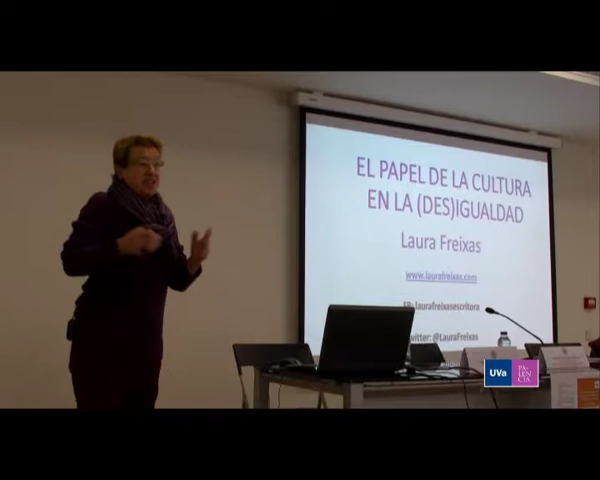 EL PAPEL DE LA CULTURA
EN LA (DES)IGUALDAD
Laura Freixas
www.laurafreixas.com
FB: laurafreixasescritora
Twitter: @LauraFreixas
UVa
PA-
LEN
CIA